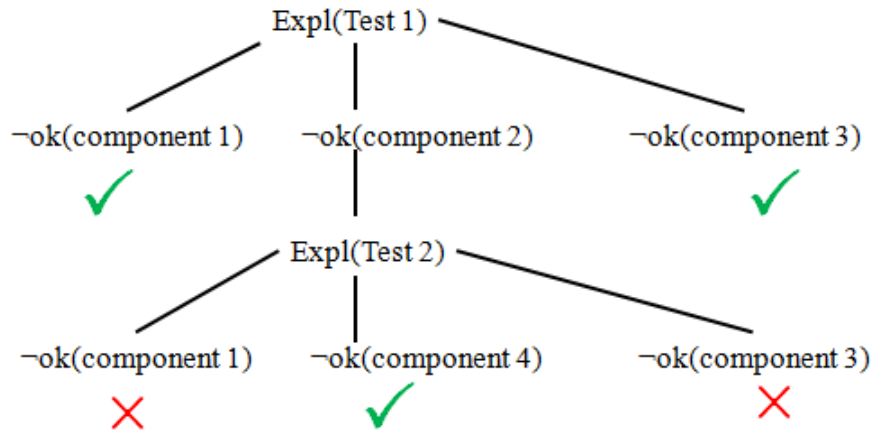 Expl(Test 1)
¬ok(component 1) ¬ok(component 2) ¬ok(component 3)
Expl(Test 2)
¬ok(component 1) ¬ok(component 4) ¬ok(component 3)